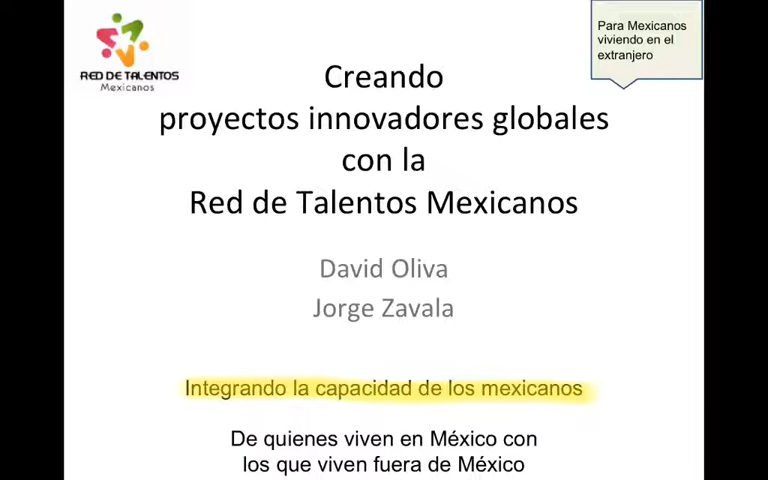 RED DE TALENTOS
Mexicanos
Para Mexicanos
viviendo en el
extranjero
Creando
proyectos innovadores globales
con la
Red de Talentos Mexicanos
David Oliva
Jorge Zavala
Integrando la capacidad de los mexicanos
De quienes viven en México con
los que viven fuera de México